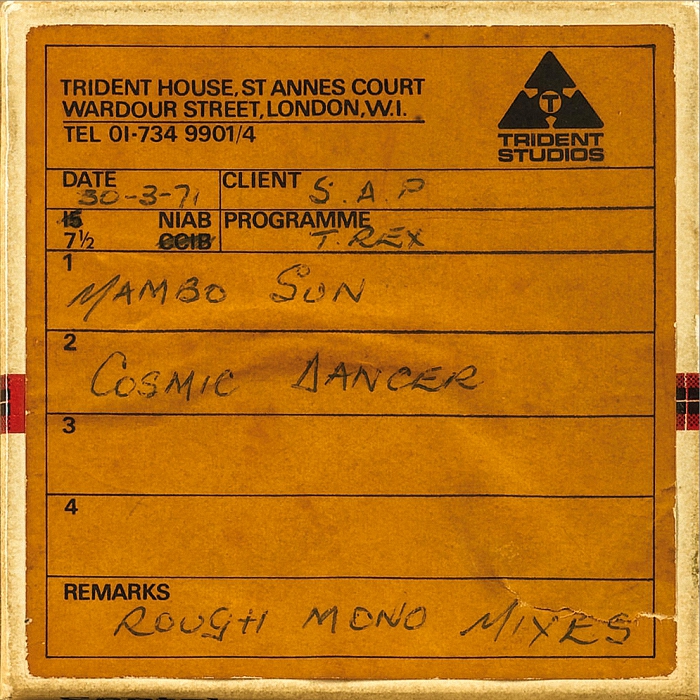 TRIDENT HOUSE, ST ANNES COURT
WARDOUR STREET, LONDON, W.I.
TEL 01-734 9901/4
T
TRIDENT
STUDIOS
DATE 30-3-71 CLIENT S.A.P
15 NIAB PROGRAMME
7½ CCIB T. REX
1
MAMBO SUN
2
COSMIC DANCER
3
4
REMARKS
ROUGH MONO MIXES